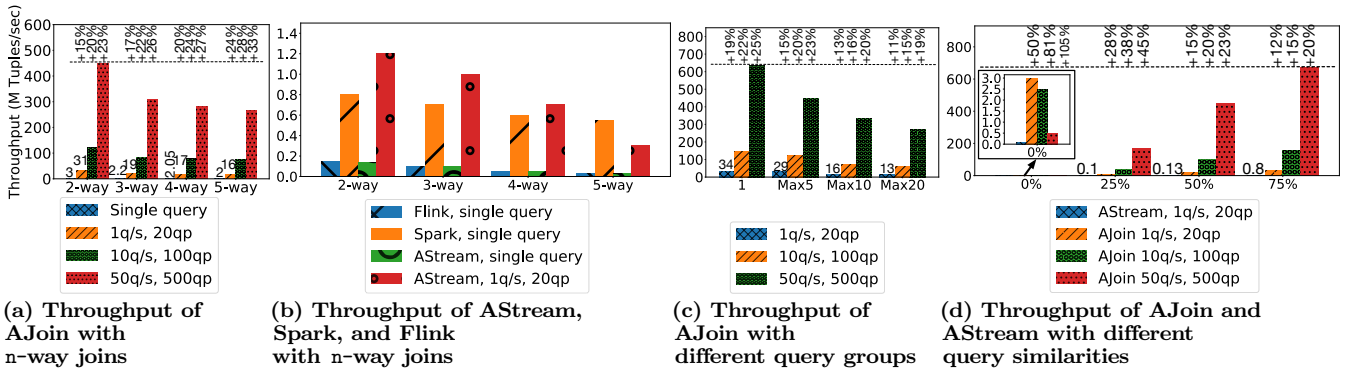 Throughput (M Tuples/sec)
600
500
400
300
200
100
0
+15%
+20%
+23%
+17%
+22%
+26%
+20%
+24%
+27%
+24%
+28%
+33%
3
31
2.2
19
2.05
17
2
16
2-way 3-way 4-way 5-way
Single query
1q/s, 20qp
10q/s, 100qp
50q/s, 500qp
(a) Throughput of
AJoin with
n-way joins
1.4
1.2
1.0
0.8
0.6
0.4
0.2
0.0
2-way 3-way 4-way 5-way
Flink, single query
Spark, single query
AStream, single query
AStream, 1q/s, 20qp
(b) Throughput of AStream,
Spark, and Flink
with n-way joins
800
700
600
500
400
300
200
100
0
+19%
+22%
+25%
+15%
+20%
+23%
+13%
+16%
+20%
+11%
+15%
+19%
34
29
16
13
1 Max5 Max10 Max20
1q/s, 20qp
10q/s, 100qp
50q/s, 500qp
(c) Throughput of
AJoin with
different query groups
800
600
400
200
0
+50%
+81%
+105%
+28%
+38%
+45%
+15%
+20%
+23%
+12%
+15%
+20%
3.0
2.5
2.0
1.5
1.0
0.5
0.0
0%
0.1
0.13
0.8
0% 25% 50% 75%
AStream, 1q/s, 20qp
AJoin 1q/s, 20qp
AJoin 10q/s, 100qp
AJoin 50q/s, 500qp
(d) Throughput of AJoin and
AStream with different
query similarities